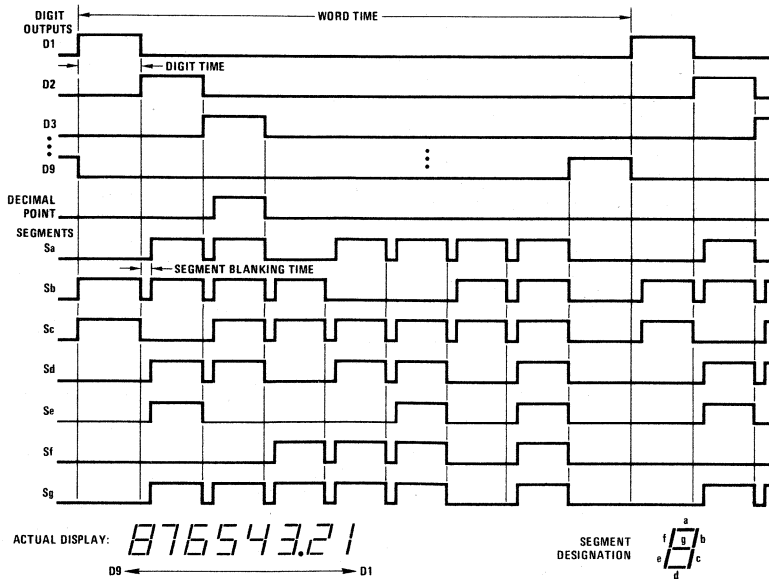 DIGIT
OUTPUTS
WORD TIME
D1
DIGIT TIME
D2
D3
D9
DECIMAL
POINT
SEGMENTS
Sa
SEGMENT BLANKING TIME
Sb
Sc
Sd
Se
Sf
Sg
ACTUAL DISPLAY: 876543.21
D9 D1
SEGMENT
DESIGNATION
a
f g b
e c
d